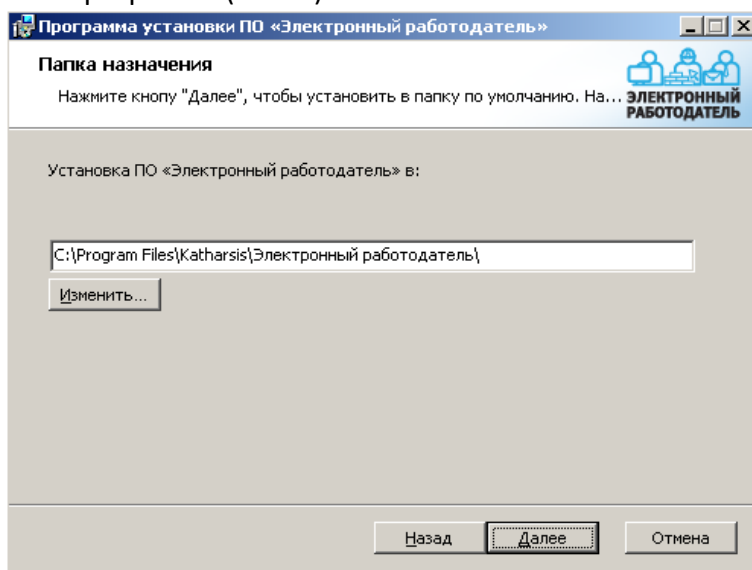 Программа установки ПО «Электронный работодатель»
Папка назначения
Нажмите кнопу "Далее", чтобы установить в папку по умолчанию. На...
ЭЛЕКТРОННЫЙ
РАБОТОДАТЕЛЬ
Установка ПО «Электронный работодатель» в:
C:\Program Files\Katharsis\Электронный работодатель\
Изменить...
Назад Далее Отмена